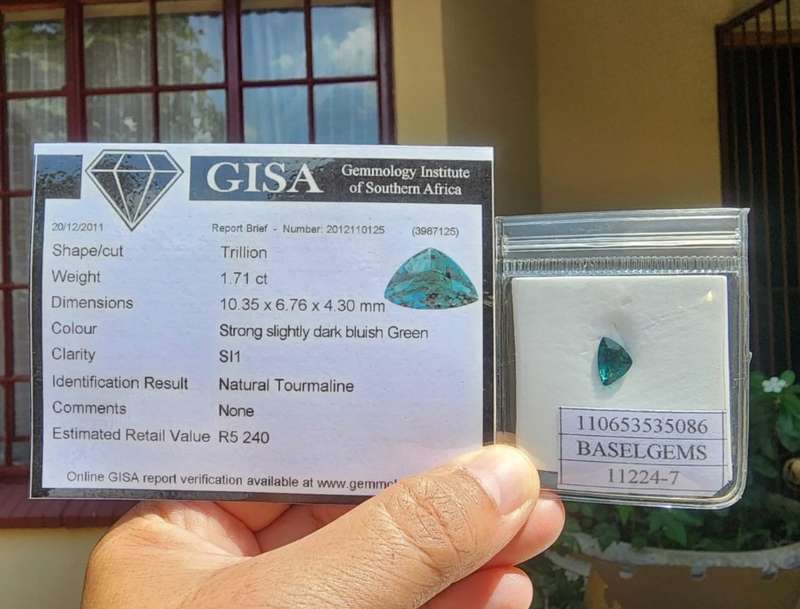 GISA
Gemmology Institute
of Southern Africa
20/12/2011 Report Brief - Number: 2012110125 (3987125)
Shape/cut Trillion
Weight 1.71 ct
Dimensions 10.35 x 6.76 x 4.30 mm
Colour Strong slightly dark bluish Green
Clarity SI1
Identification Result Natural Tourmaline
Comments None
Estimated Retail Value R5 240
Online GISA report verification available at www.gemmol
110653535086
BASELGEMS
11224-7